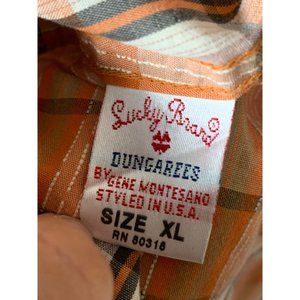 Lucky Brand
DUNGAREES
BY GENE MONTESANO
STYLED IN U.S.A.
SIZE XL
RN 80318